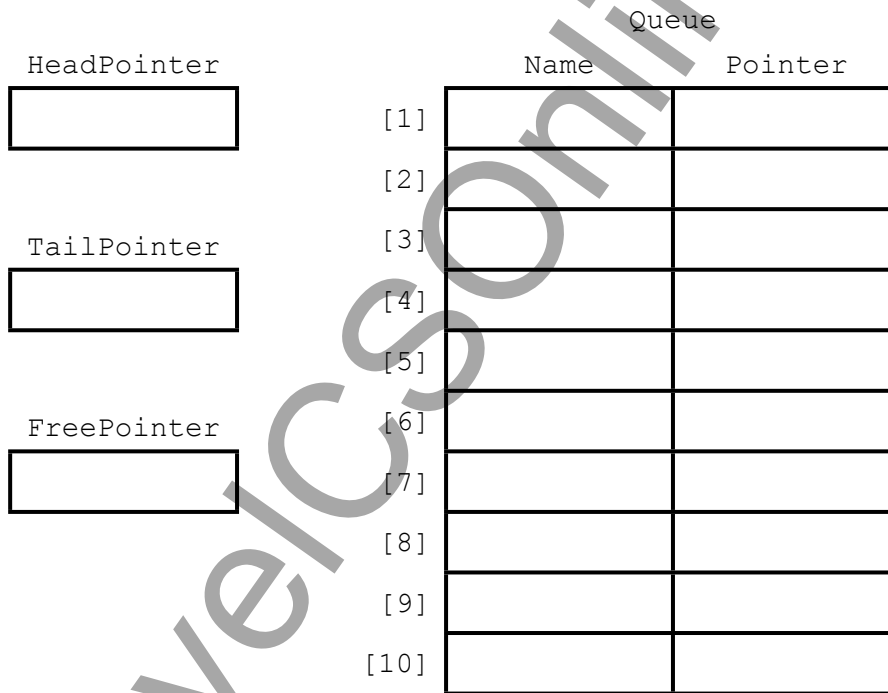 Queue
HeadPointer Name Pointer
[1]
[2]
TailPointer [3]
[4]
[5]
FreePointer [6]
[7]
[8]
[9]
[10]